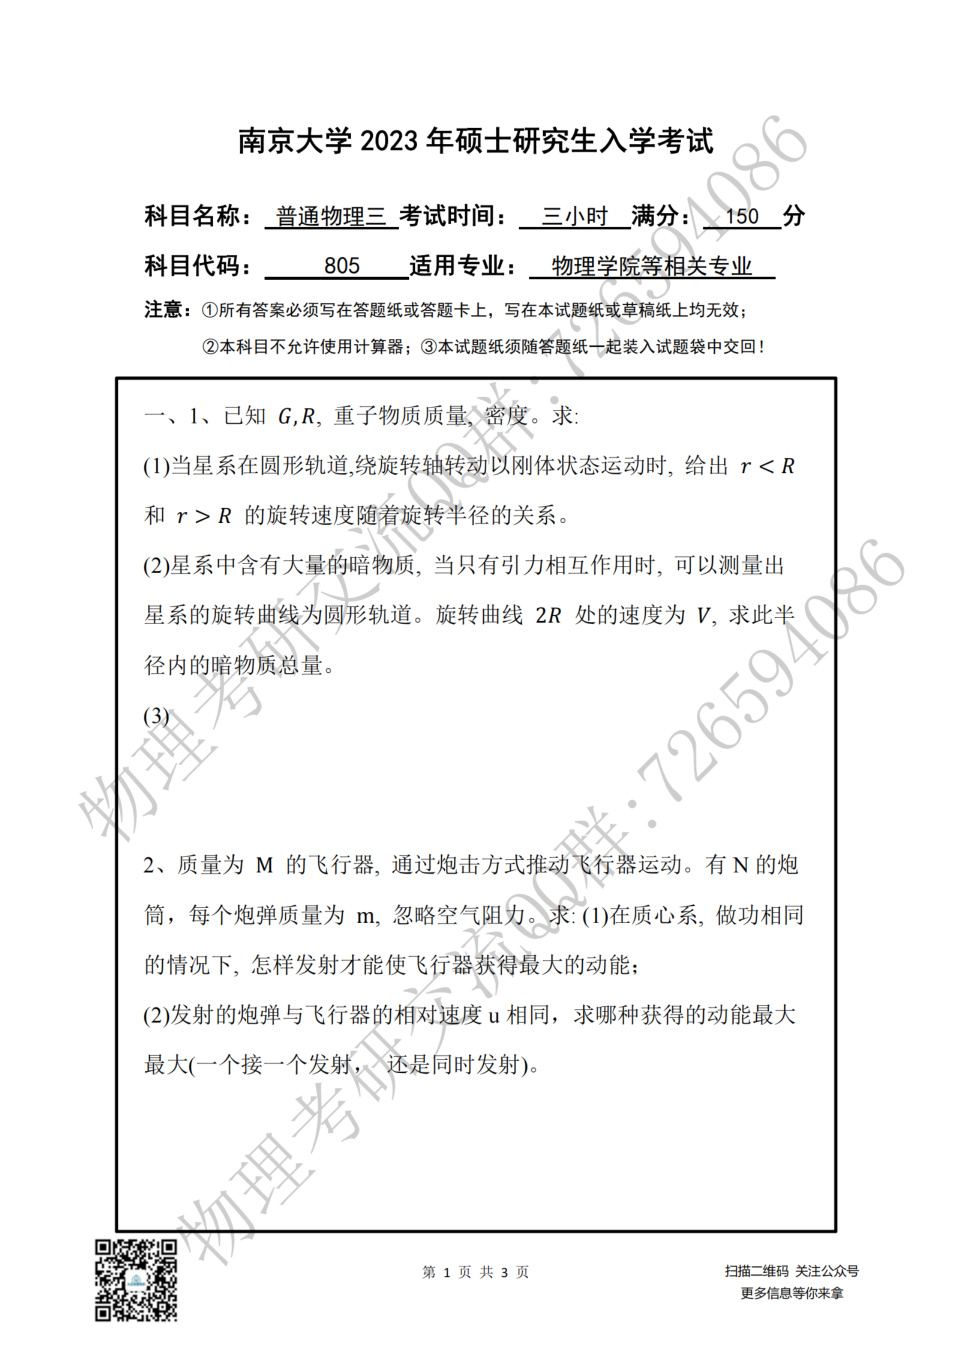 南京大学 2023 年硕士研究生入学考试
科目名称： 普通物理三 考试时间： 三小时 满分： 150 分
科目代码： 805 适用专业： 物理学院等相关专业
注意：①所有答案必须写在答题纸或答题卡上，写在本试题纸或草稿纸上均无效；
②本科目不允许使用计算器；③本试题纸须随答题纸一起装入试题袋中交回！
一、1、已知 G,R, 重子物质质量, 密度。求:
(1)当星系在圆形轨道,绕旋转轴转动以刚体状态运动时, 给出 r < R
和 r > R 的旋转速度随着旋转半径的关系。
(2)星系中含有大量的暗物质, 当只有引力相互作用时, 可以测量出
星系的旋转曲线为圆形轨道。旋转曲线 2R 处的速度为 V, 求此半
径内的暗物质总量。
(3)
2、质量为 M 的飞行器, 通过炮击方式推动飞行器运动。有 N 的炮
筒，每个炮弹质量为 m, 忽略空气阻力。求: (1)在质心系, 做功相同
的情况下, 怎样发射才能使飞行器获得最大的动能;
(2)发射的炮弹与飞行器的相对速度 u 相同，求哪种获得的动能最大
最大(一个接一个发射， 还是同时发射)。
物理考研交流QQ群:726594086
物理考研交流QQ群:726594086
第 1 页 共 3 页
扫描二维码 关注公众号
更多信息等你来拿